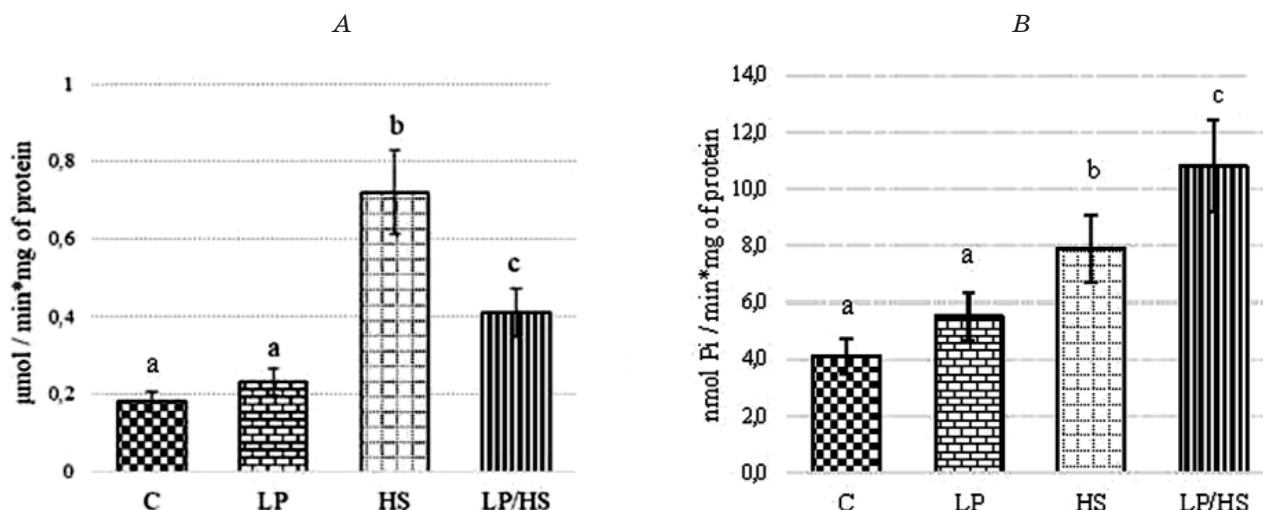 A
B
µmol / min*mg of protein
1
0,8
0,6
0,4
0,2
0
a
a
b
c
C
LP
HS
LP/HS
nmol Pi / min*mg of protein
14,0
12,0
10,0
8,0
6,0
4,0
2,0
0,0
a
a
b
c
C
LP
HS
LP/HS